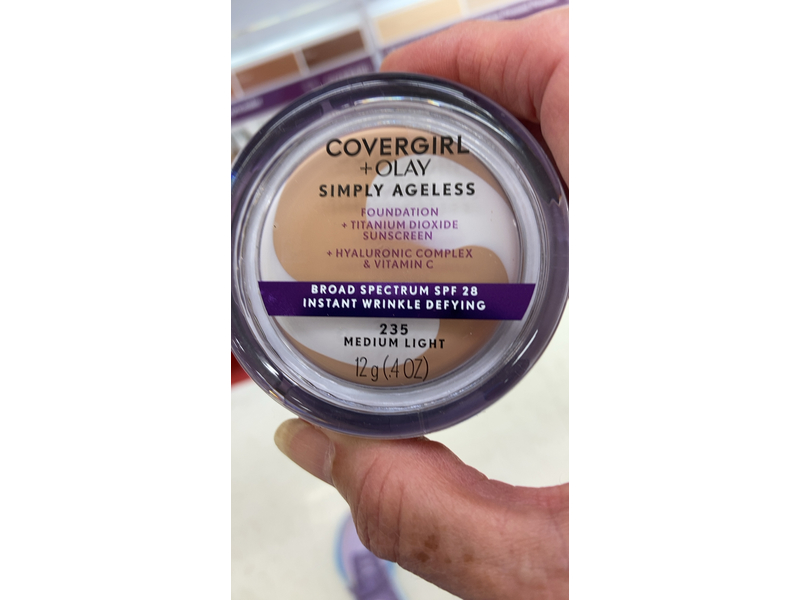 COVERGIRL
+OLAY
SIMPLY AGELESS
FOUNDATION
+ TITANIUM DIOXIDE
SUNSCREEN
+ HYALURONIC COMPLEX
& VITAMIN C
BROAD SPECTRUM SPF 28
INSTANT WRINKLE DEFYING
235
MEDIUM LIGHT
12 g (.4 OZ)